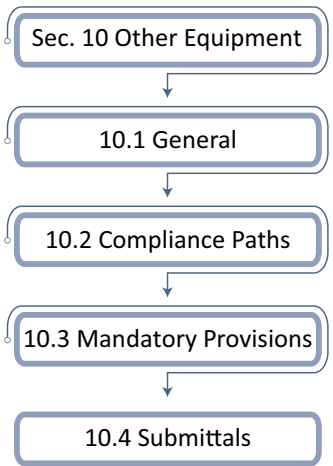 Sec. 10 Other Equipment
10.1 General
10.2 Compliance Paths
10.3 Mandatory Provisions
10.4 Submittals